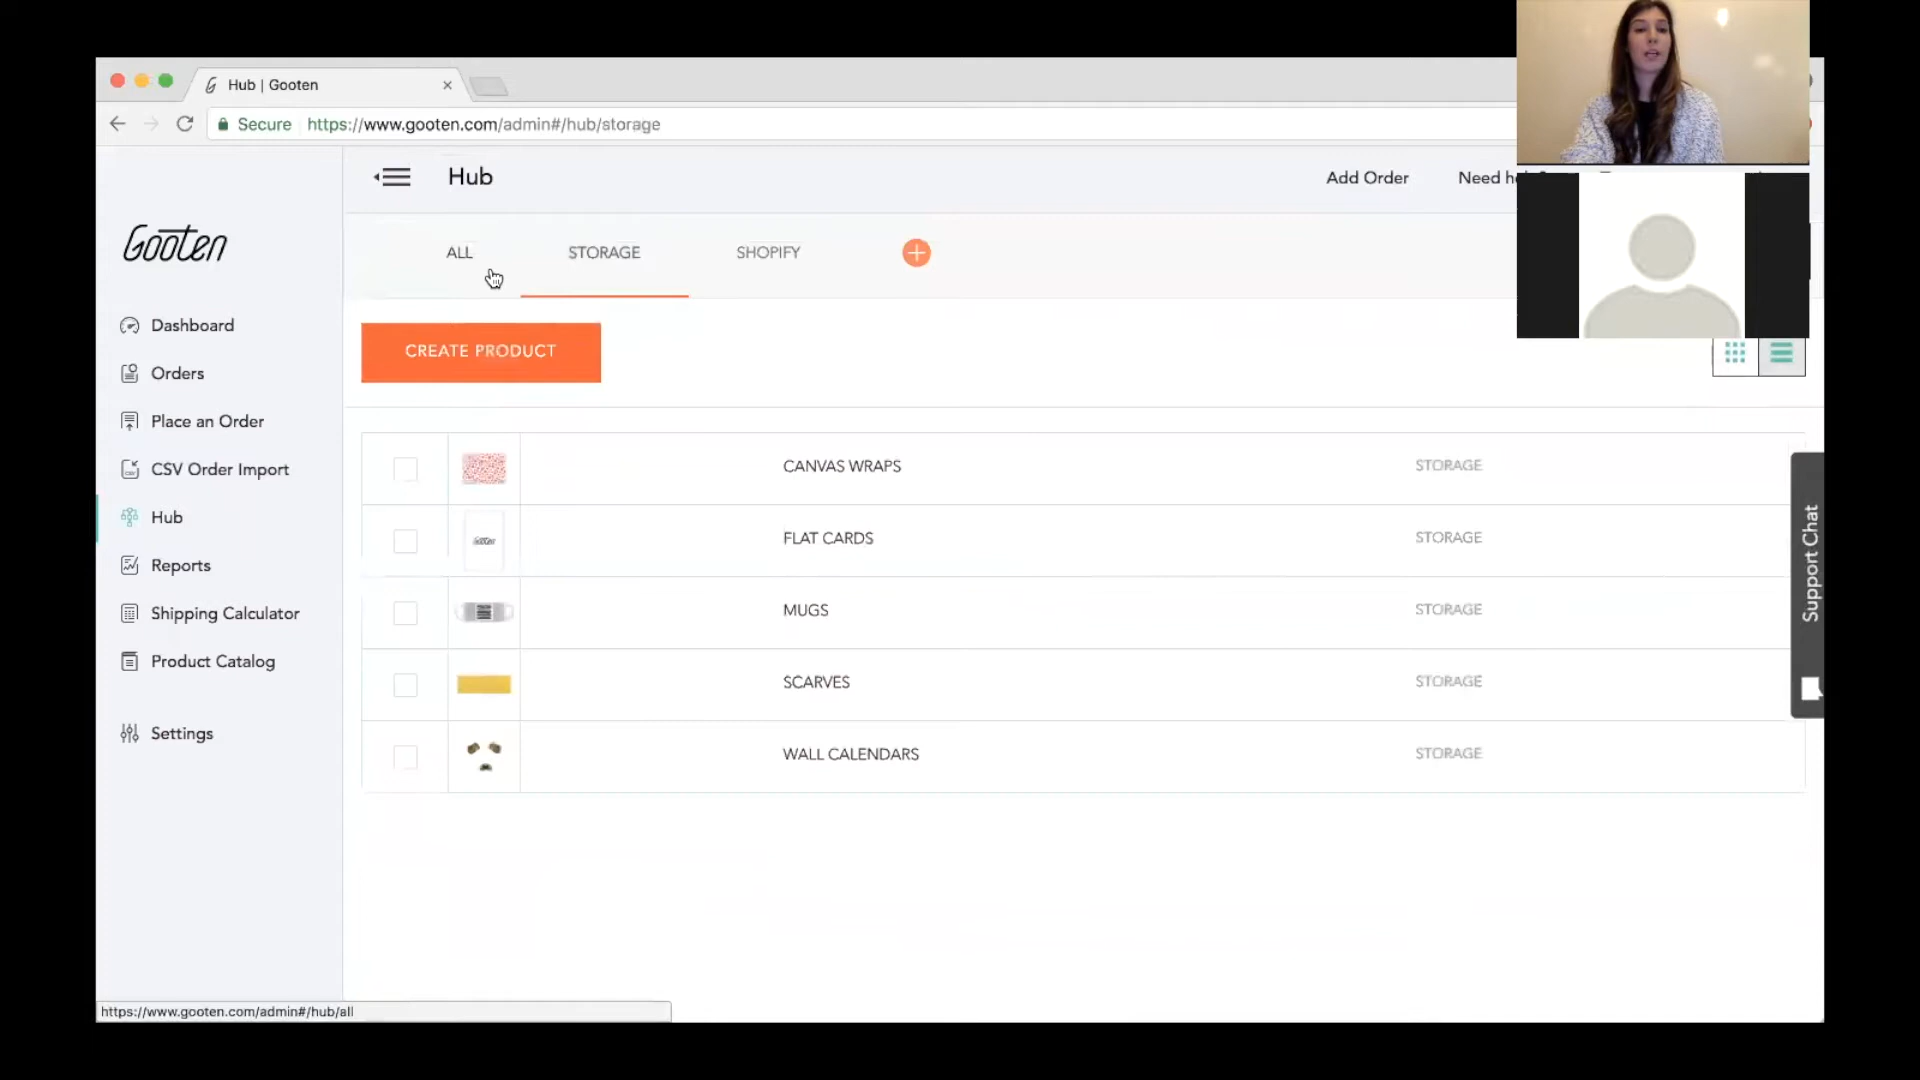 Hub | Gooten
Secure https://www.gooten.com/admin#/hub/storage
Hub
Add Order
Need
Gooten
ALL
STORAGE
SHOPIFY
Dashboard
Orders
Place an Order
CSV Order Import
Hub
Reports
Shipping Calculator
Product Catalog
Settings
CREATE PRODUCT
CANVAS WRAPS STORAGE
Gooten
FLAT CARDS STORAGE
MUGS STORAGE
SCARVES STORAGE
WALL CALENDARS STORAGE
Support Chat
https://www.gooten.com/admin#/hub/all